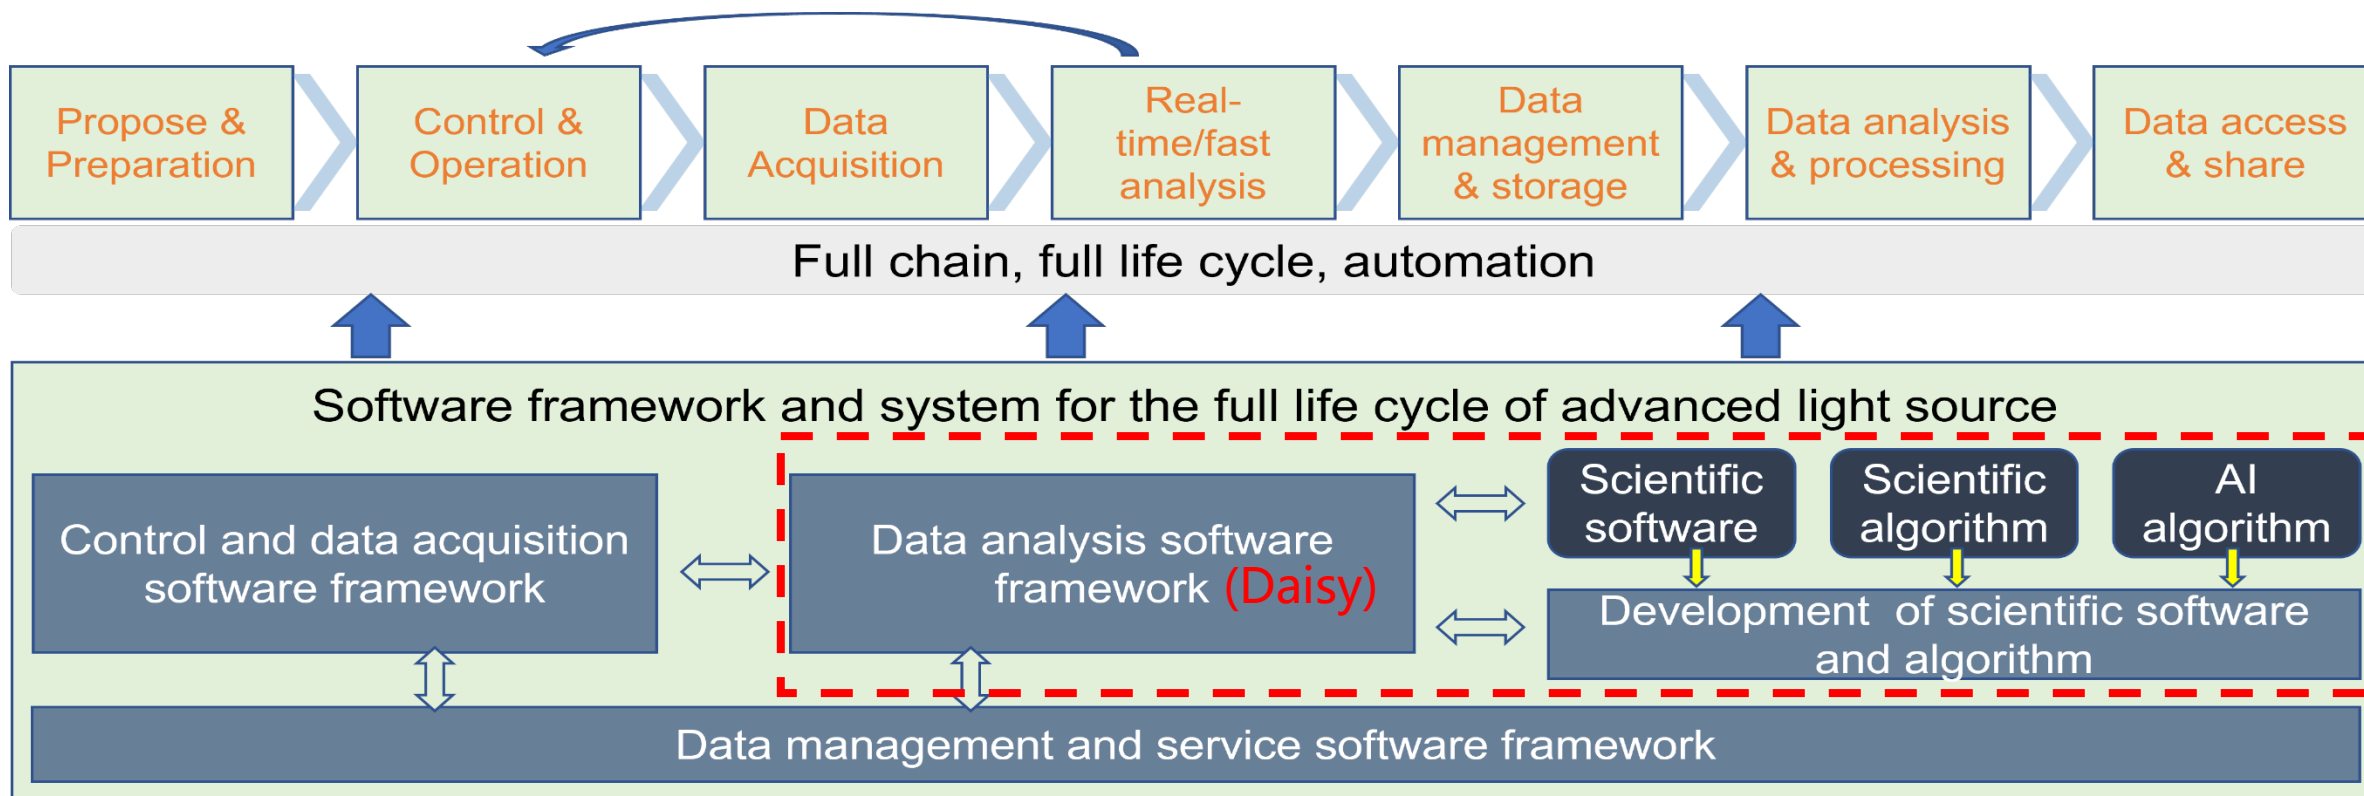 Propose &
Preparation
Control &
Operation
Data
Acquisition
Real-
time/fast
analysis
Data
management
& storage
Data analysis
& processing
Data access
& share
Full chain, full life cycle, automation
Software framework and system for the full life cycle of advanced light source
Control and data acquisition
software framework
Data analysis software
framework (Daisy)
Scientific
software
Scientific
algorithm
AI
algorithm
Development of scientific software
and algorithm
Data management and service software framework